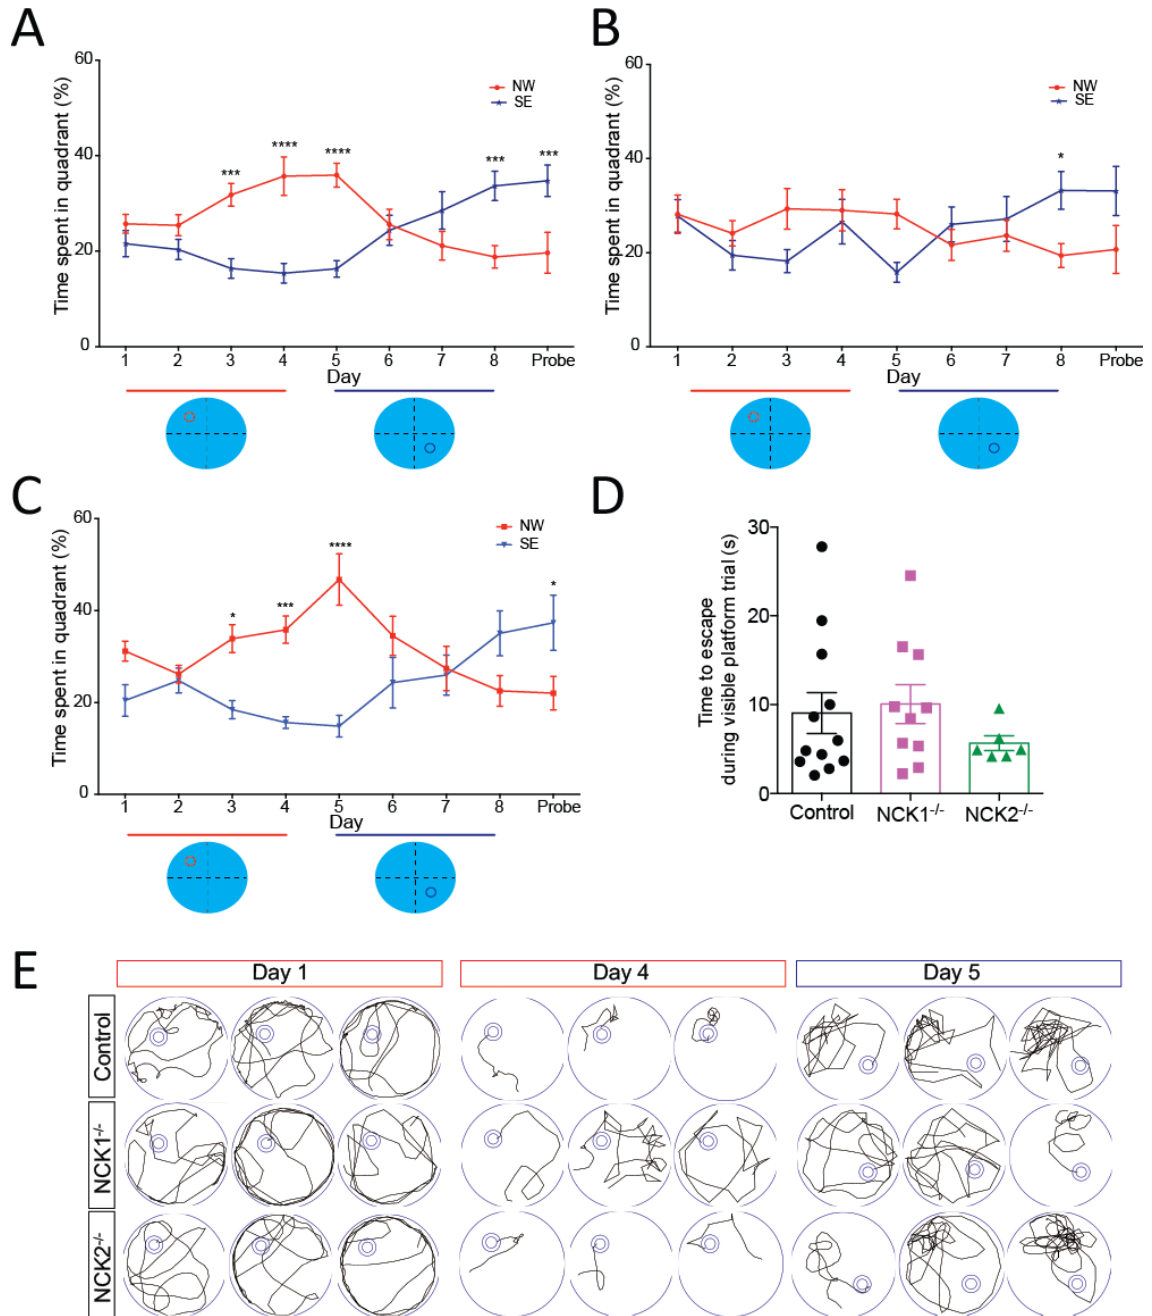 A
60
40
20
0
Time spent in quadrant (%)
NW
SE
***
****
****
***
***
1 2 3 4 5 6 7 8 Probe
Day
B
60
40
20
0
Time spent in quadrant (%)
NW
SE
*
1 2 3 4 5 6 7 8 Probe
Day
C
60
40
20
0
Time spent in quadrant (%)
NW
SE
*
***
****
*
1 2 3 4 5 6 7 8 Probe
Day
D
30
20
10
0
Time to escape
during visible platform trial (s)
Control NCK1-/- NCK2-/-
E
Day 1 Day 4 Day 5
Control
NCK1-/-
NCK2-/-